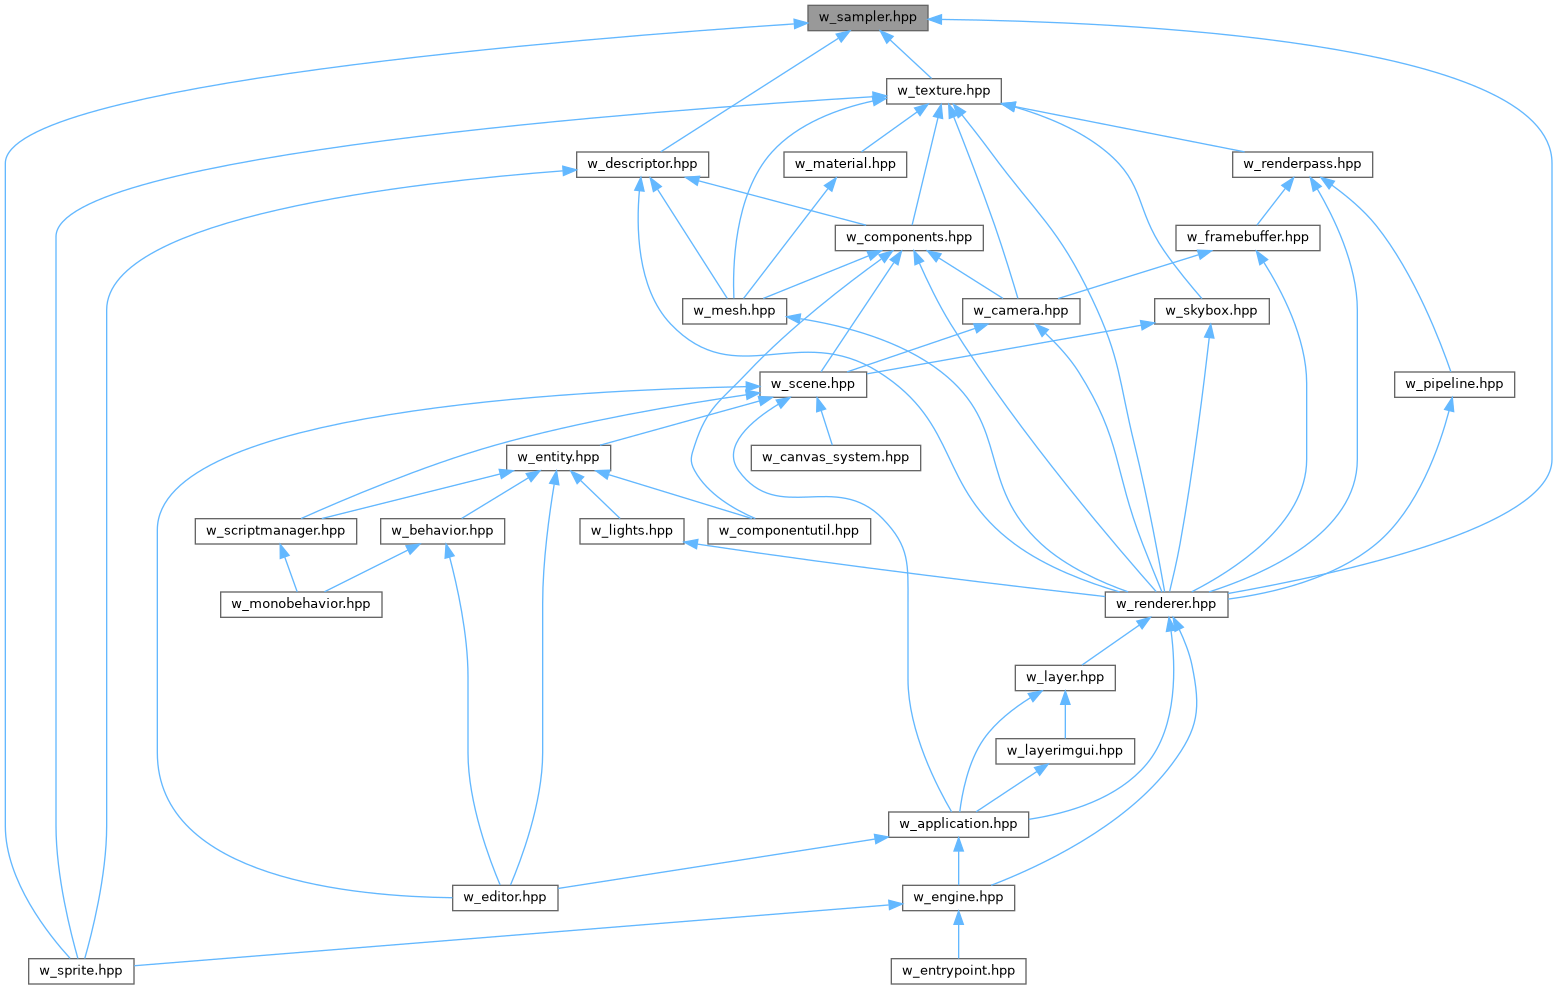 w_sampler.hpp
w_texture.hpp
w_descriptor.hpp
w_material.hpp
w_renderpass.hpp
w_components.hpp
w_framebuffer.hpp
w_mesh.hpp
w_camera.hpp
w_skybox.hpp
w_scene.hpp
w_pipeline.hpp
w_entity.hpp
w_canvas_system.hpp
w_scriptmanager.hpp
w_behavior.hpp
w_lights.hpp
w_componentutil.hpp
w_monobehavior.hpp
w_renderer.hpp
w_layer.hpp
w_layerimgui.hpp
w_application.hpp
w_editor.hpp
w_engine.hpp
w_sprite.hpp
w_entrypoint.hpp